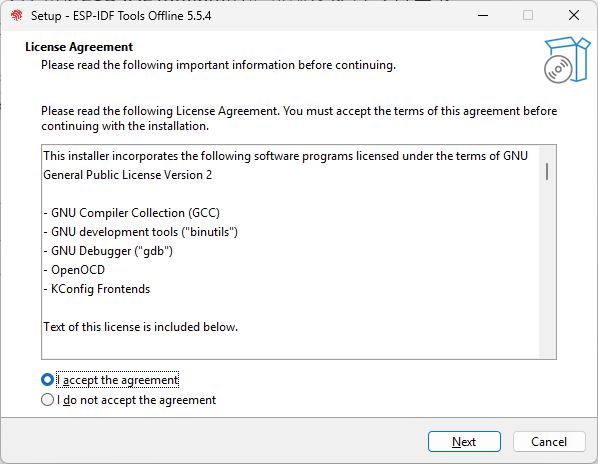 Setup - ESP-IDF Tools Offline 5.5.4
License Agreement
Please read the following important information before continuing.
Please read the following License Agreement. You must accept the terms of this agreement before
continuing with the installation.
This installer incorporates the following software programs licensed under the terms of GNU
General Public License Version 2
- GNU Compiler Collection (GCC)
- GNU development tools ("binutils")
- GNU Debugger ("gdb")
- OpenOCD
- KConfig Frontends
Text of this license is included below.
I accept the agreement
I do not accept the agreement
Next
Cancel